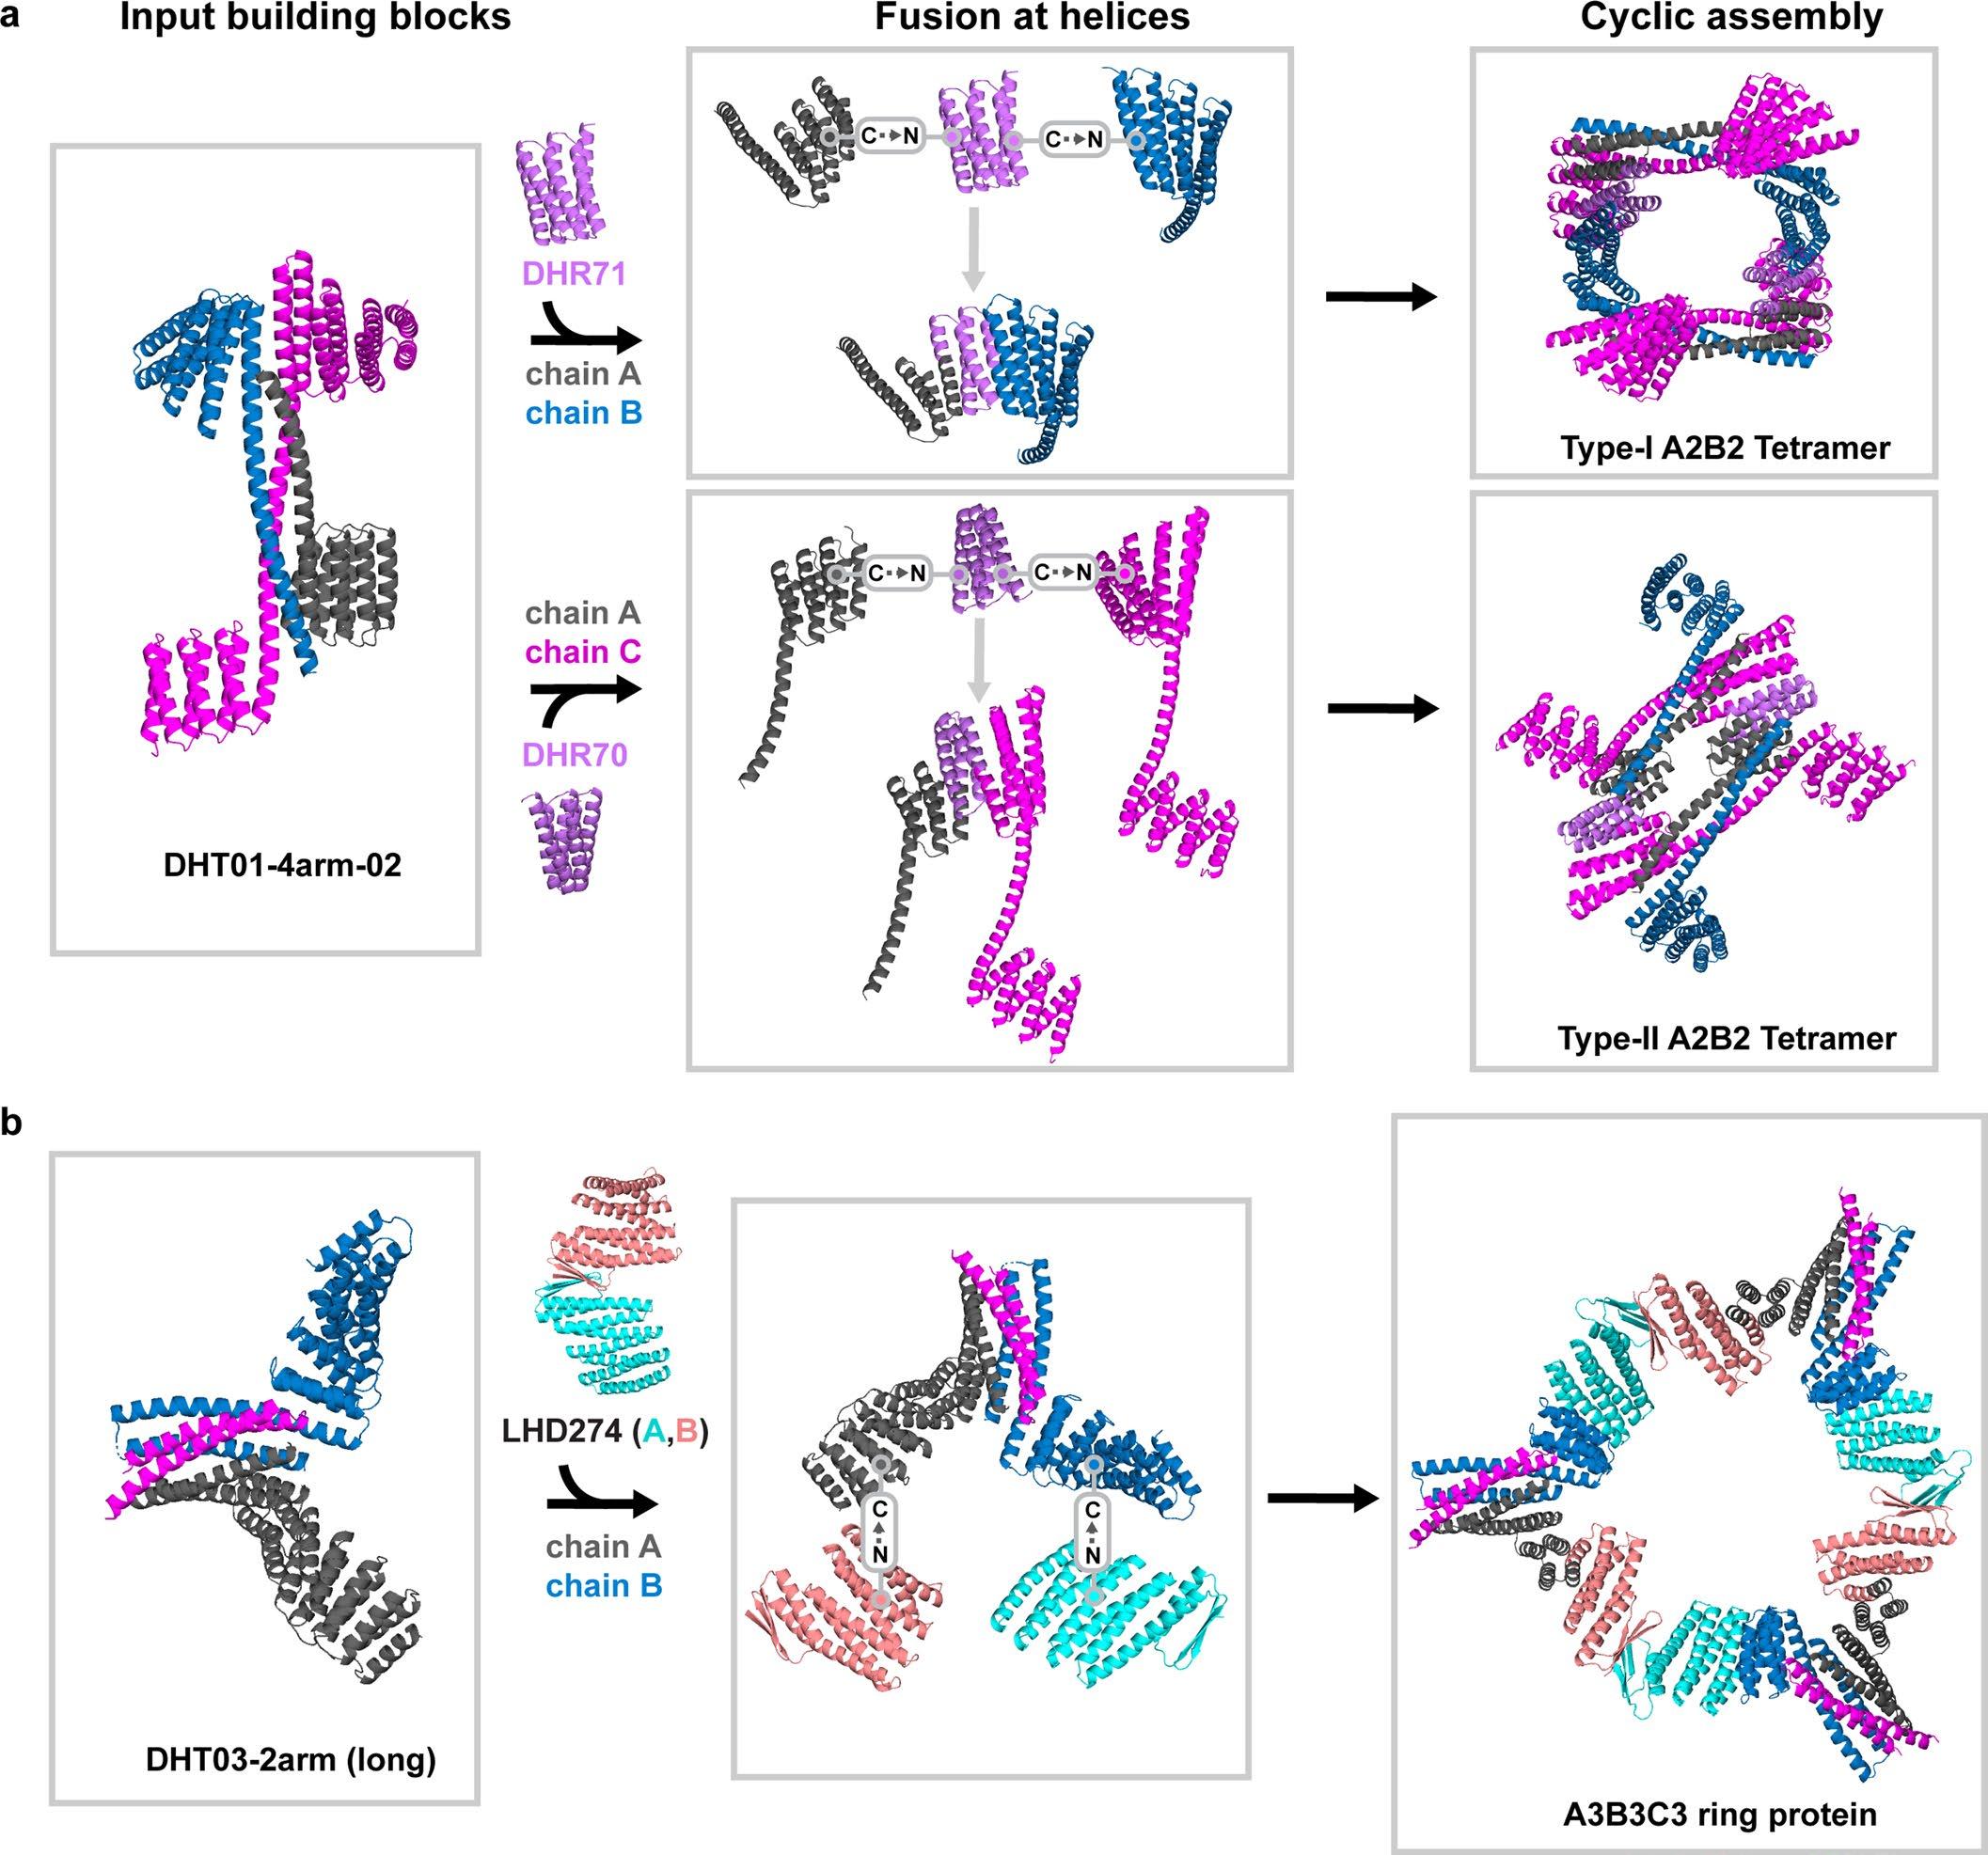 a
Input building blocks
Fusion at helices
Cyclic assembly
DHR71
chain A
chain B
C N
C N
Type-I A2B2 Tetramer
DHT01-4arm-02
chain A
chain C
DHR70
C N
C N
Type-II A2B2 Tetramer
b
LHD274 (A,B)
chain A
chain B
C
N
C
N
DHT03-2arm (long)
A3B3C3 ring protein